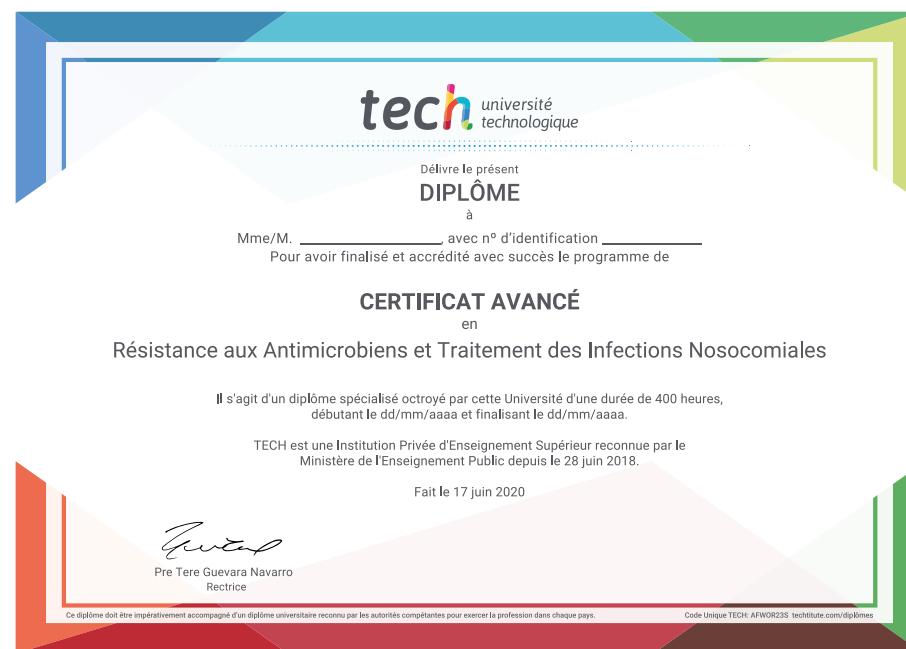 tech université
technologique
Délivre le présent
DIPLÔME
à
Mme/M. ____________________, avec nº d'identification ______________
Pour avoir finalisé et accrédité avec succès le programme de
CERTIFICAT AVANCÉ
en
Résistance aux Antimicrobiens et Traitement des Infections Nosocomiales
Il s'agit d'un diplôme spécialisé octroyé par cette Université d'une durée de 400 heures,
débutant le dd/mm/aaaa et finalisant le dd/mm/aaaa.
TECH est une Institution Privée d'Enseignement Supérieur reconnue par le
Ministère de l'Enseignement Public depuis le 28 juin 2018.
Fait le 17 juin 2020
Pre Tere Guevara Navarro
Rectrice
Ce diplôme doit être impérativement accompagné d'un diplôme universitaire reconnu par les autorités compétentes pour exercer la profession dans chaque pays.
Code Unique TECH: AFWOR23S techtitute.com/diplômes